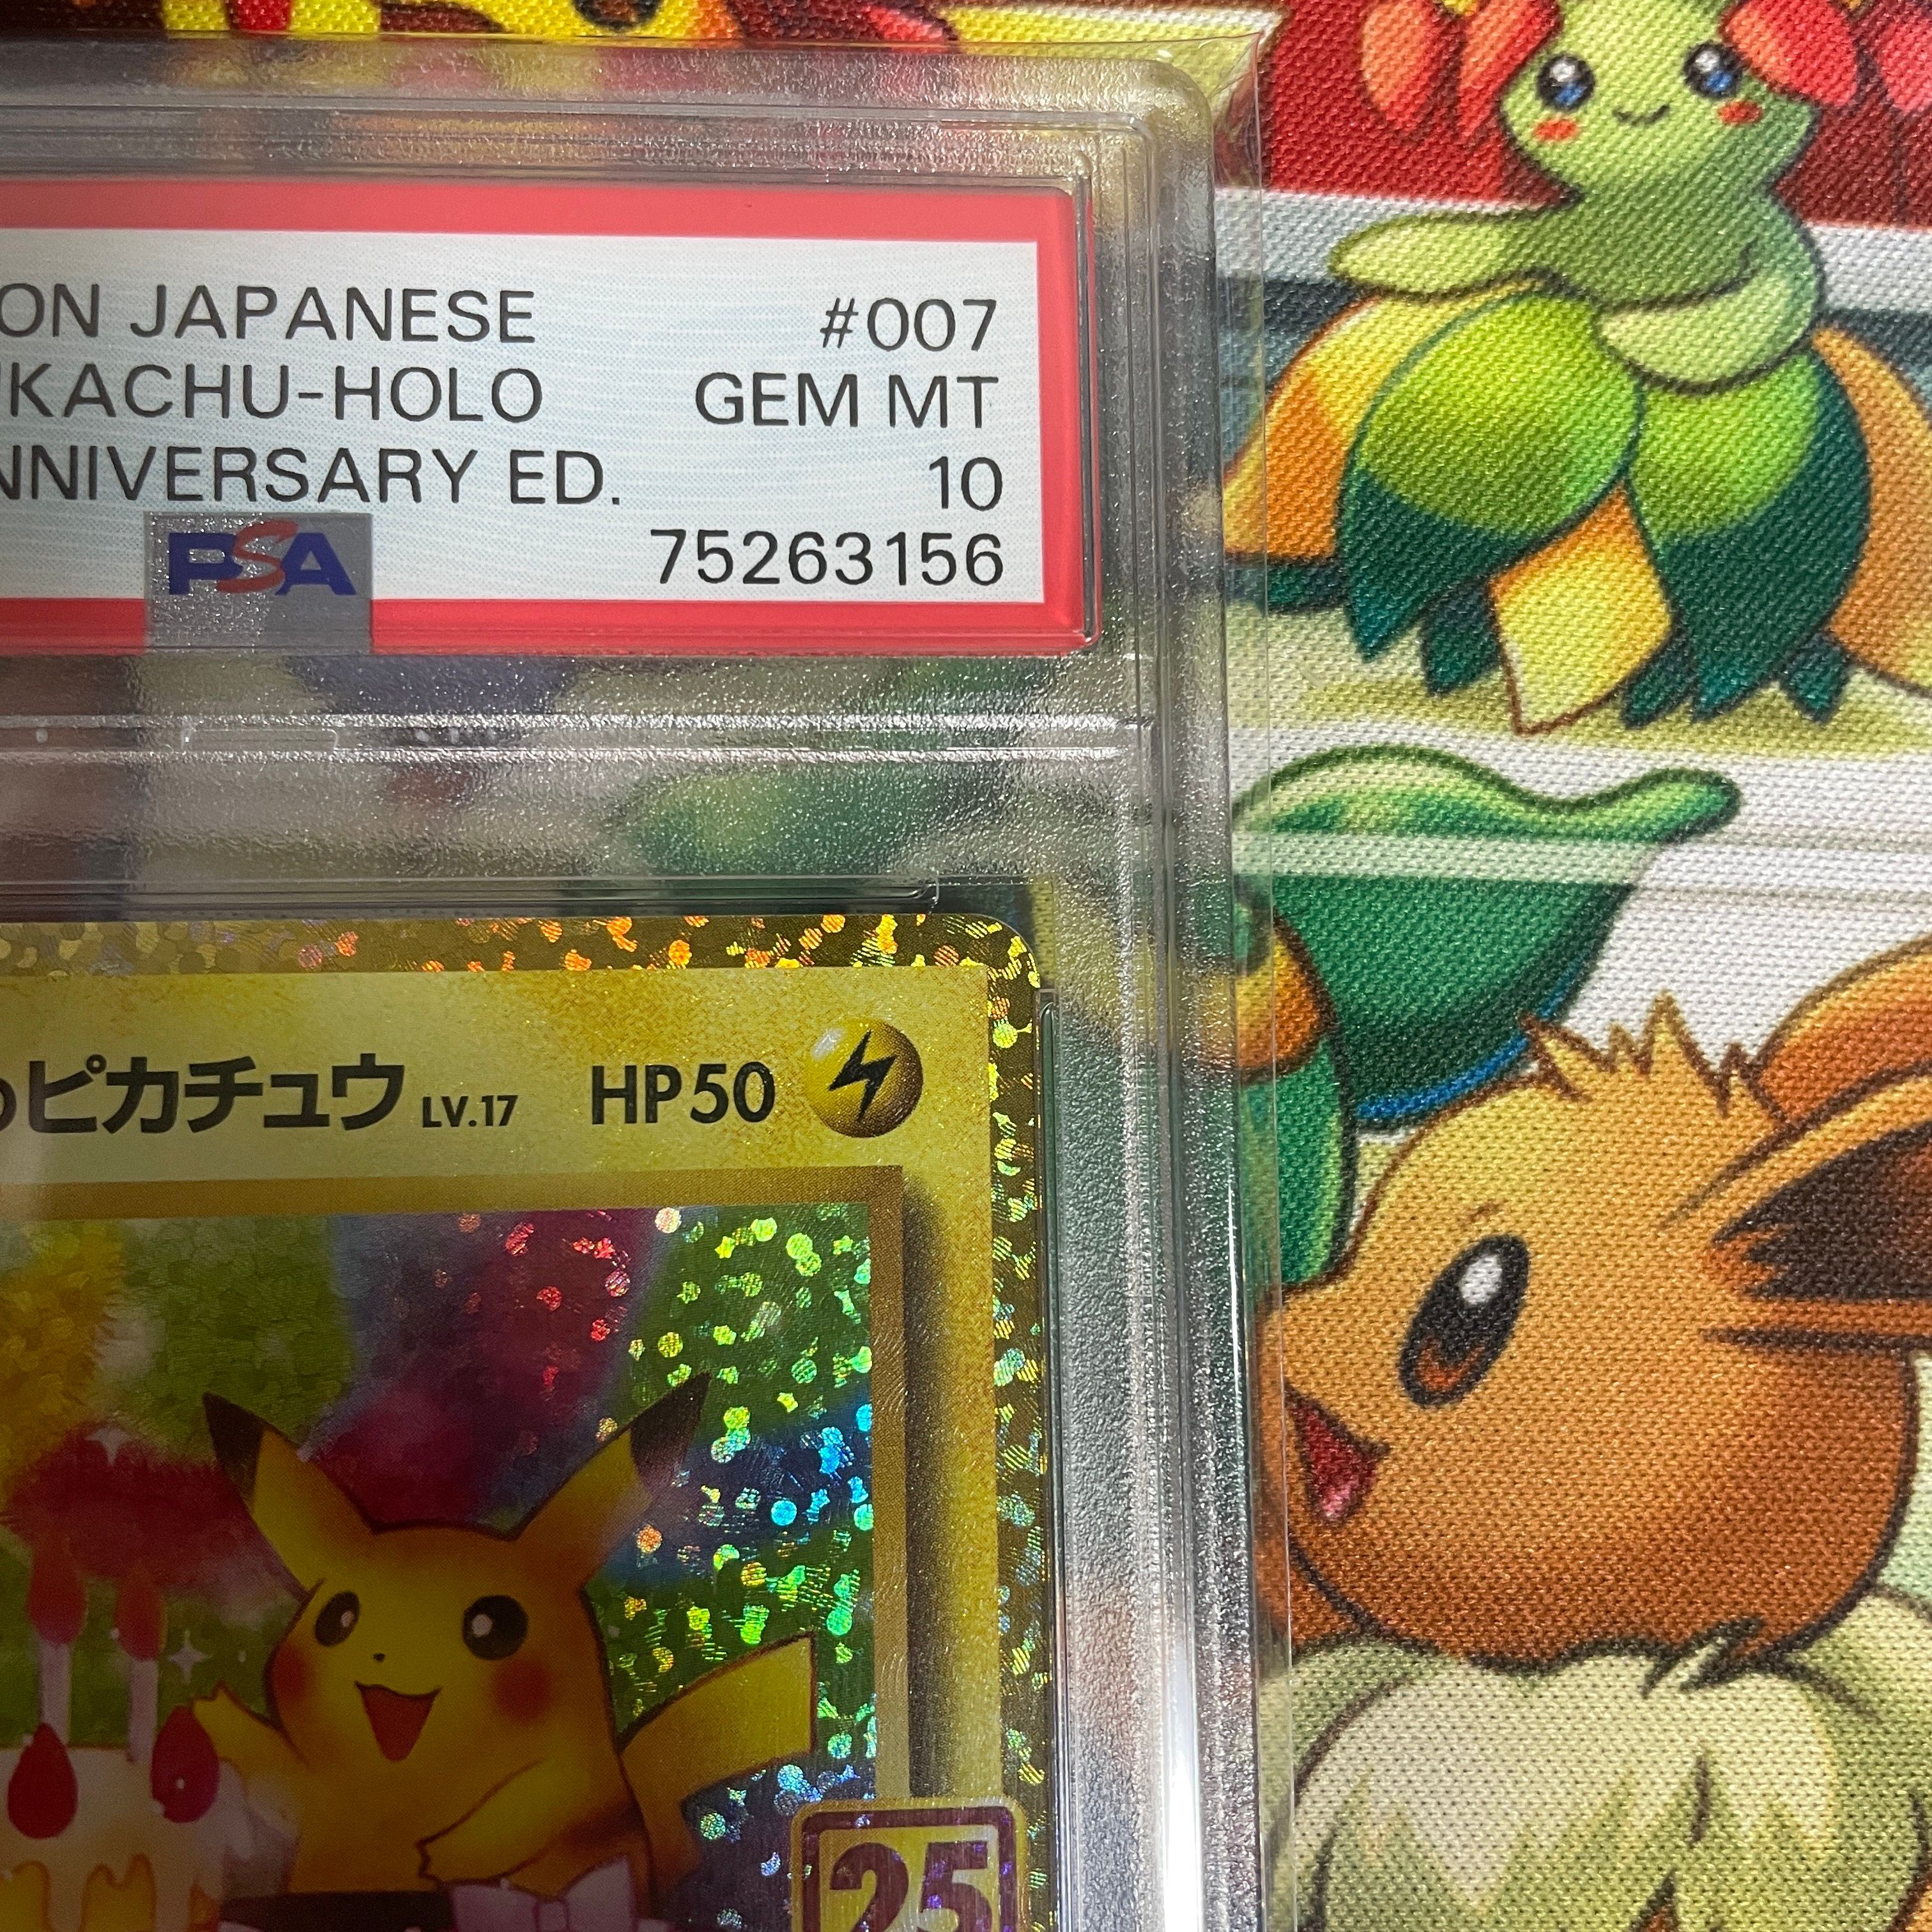 ON JAPANESE #007
KACHU-HOLO GEM MT
NNIVERSARY ED. 10
PSA 75263156
のピカチュウ LV.17 HP50
25